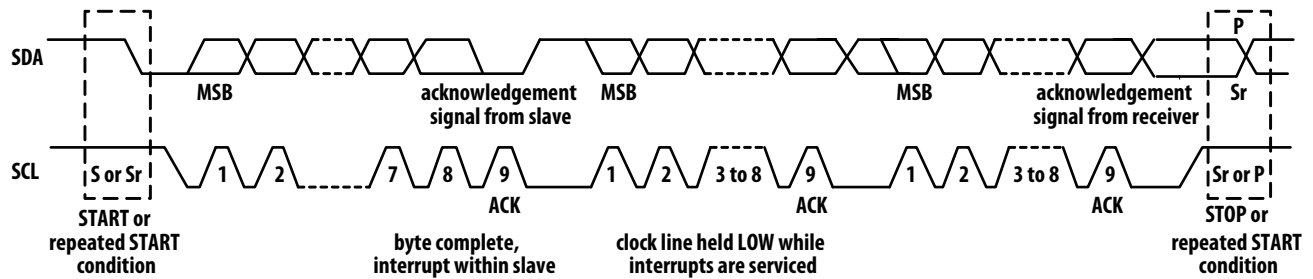 P
SDA
MSB
acknowledgement
signal from slave
MSB
MSB
acknowledgement
signal from receiver
Sr
SCL
S or Sr
1 2 7 8 9 1 2 3 to 8 9 1 2 3 to 8 9
Sr or P
ACK ACK ACK
START or
repeated START
condition
byte complete,
interrupt within slave
clock line held LOW while
interrupts are serviced
STOP or
repeated START
condition